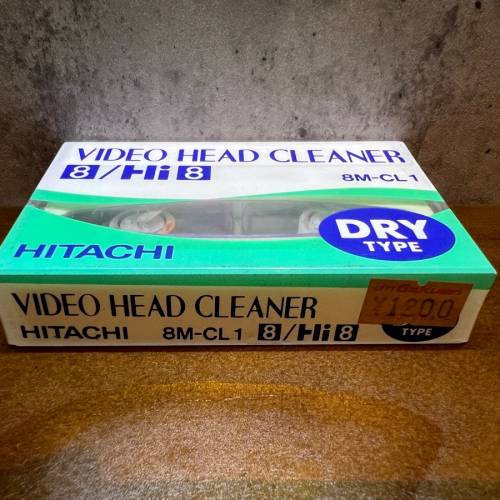 VIDEO HEAD CLEANER
8/Hi8
8M-CL1
DRY
TYPE
HITACHI
VIDEO HEAD CLEANER
HITACHI 8M-CL1 8/Hi8
¥1200
TYPE